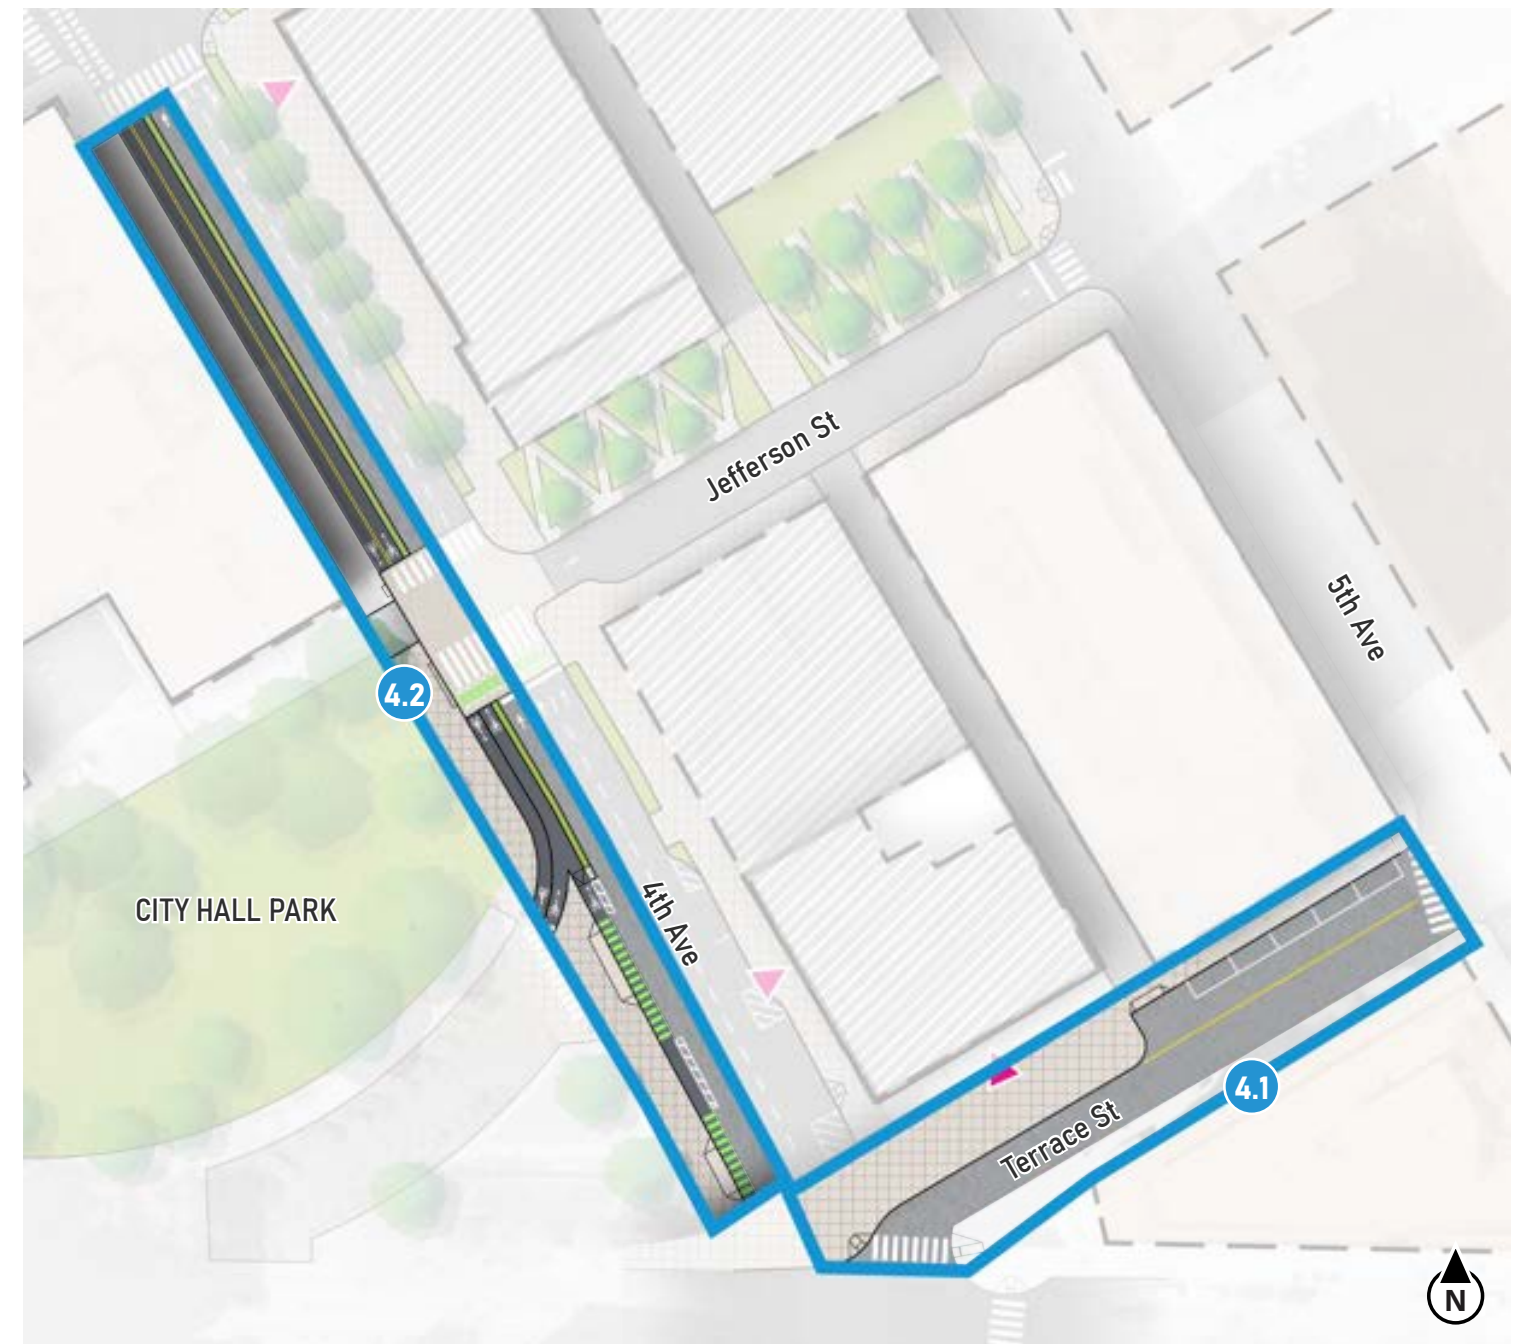 Jefferson St
5th Ave
4.2
4th Ave
CITY HALL PARK
4.1
Terrace St
N